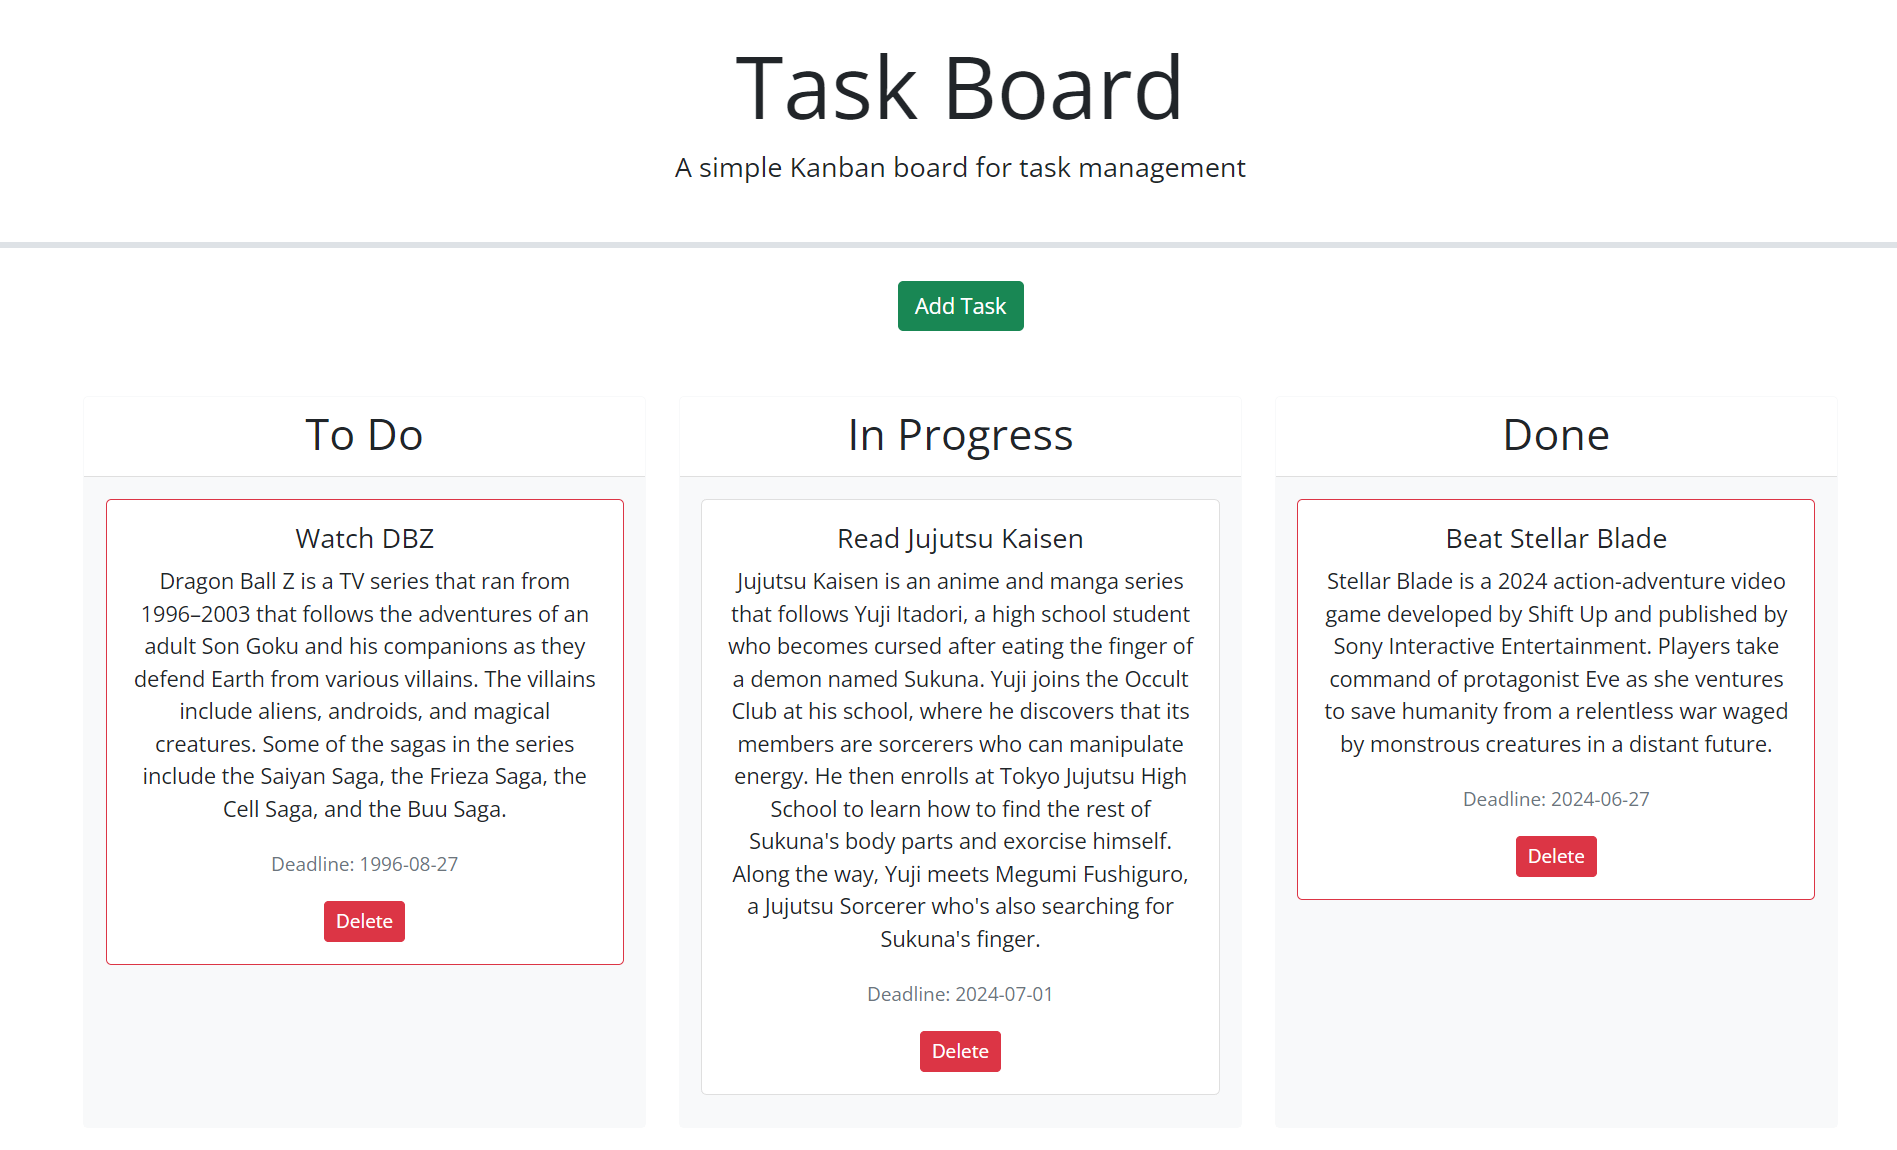 Task Board
A simple Kanban board for task management
Add Task
To Do
Watch DBZ
Dragon Ball Z is a TV series that ran from
1996–2003 that follows the adventures of an
adult Son Goku and his companions as they
defend Earth from various villains. The villains
include aliens, androids, and magical
creatures. Some of the sagas in the series
include the Saiyan Saga, the Frieza Saga, the
Cell Saga, and the Buu Saga.
Deadline: 1996-08-27
Delete
In Progress
Read Jujutsu Kaisen
Jujutsu Kaisen is an anime and manga series
that follows Yuji Itadori, a high school student
who becomes cursed after eating the finger of
a demon named Sukuna. Yuji joins the Occult
Club at his school, where he discovers that its
members are sorcerers who can manipulate
energy. He then enrolls at Tokyo Jujutsu High
School to learn how to find the rest of
Sukuna's body parts and exorcise himself.
Along the way, Yuji meets Megumi Fushiguro,
a Jujutsu Sorcerer who's also searching for
Sukuna's finger.
Deadline: 2024-07-01
Delete
Done
Beat Stellar Blade
Stellar Blade is a 2024 action-adventure video
game developed by Shift Up and published by
Sony Interactive Entertainment. Players take
command of protagonist Eve as she ventures
to save humanity from a relentless war waged
by monstrous creatures in a distant future.
Deadline: 2024-06-27
Delete